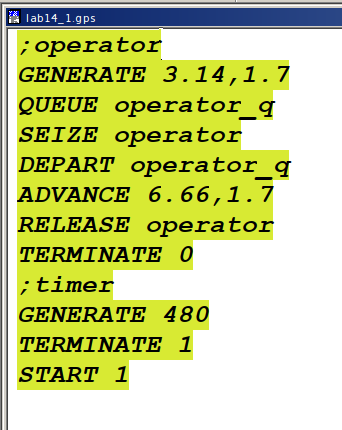 lab14_1.gps
;operator
GENERATE 3.14,1.7
QUEUE operator_q
SEIZE operator
DEPART operator_q
ADVANCE 6.66,1.7
RELEASE operator
TERMINATE 0
;timer
GENERATE 480
TERMINATE 1
START 1